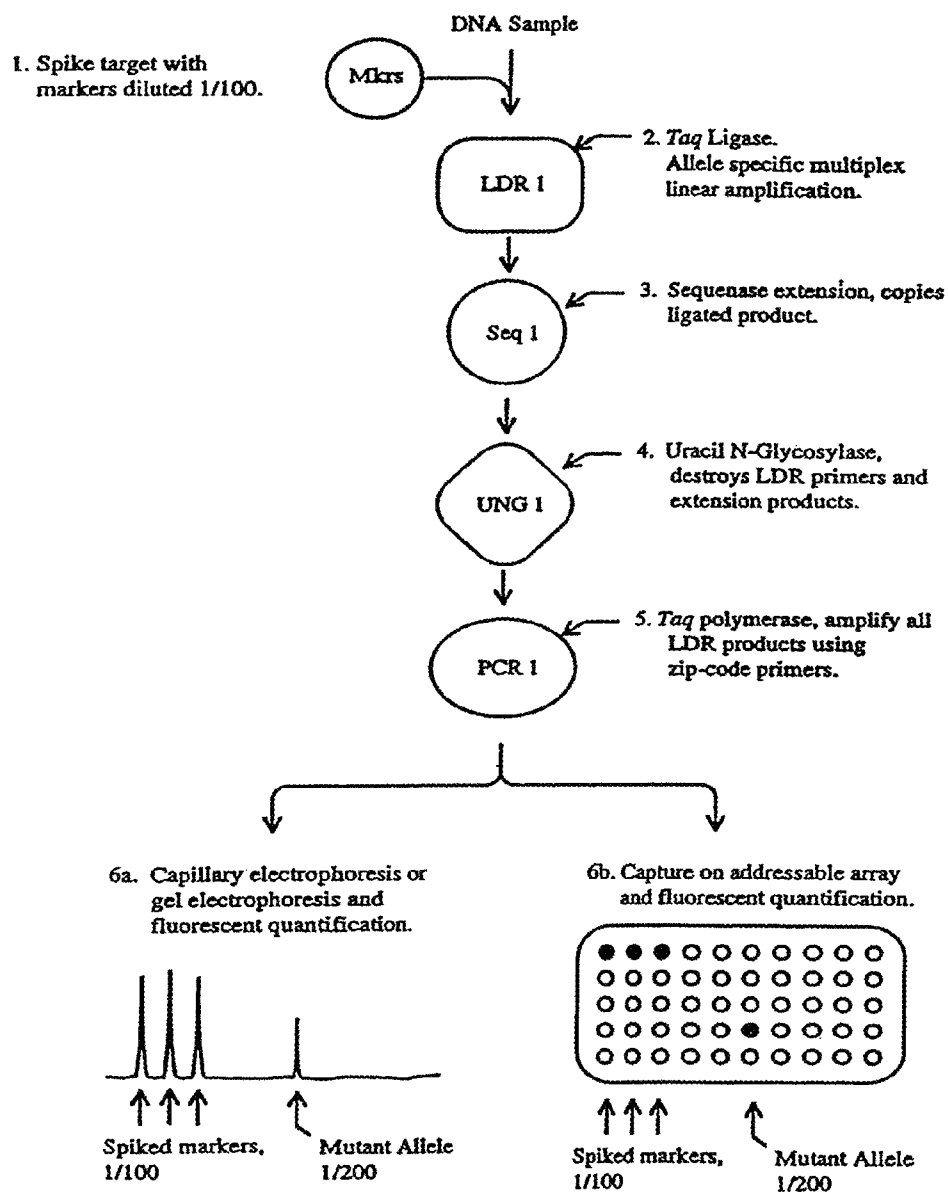 DNA Sample
1. Spike target with
markers diluted 1/100.
Mkrs
2. Taq Ligase.
Allele specific multiplex
linear amplification.
LDR 1
3. Sequenase extension, copies
ligated product.
Seq 1
4. Uracil N-Glycosylase,
destroys LDR primers and
extension products.
UNG 1
5. Taq polymerase, amplify all
LDR products using
zip-code primers.
PCR 1
6a. Capillary electrophoresis or
gel electrophoresis and
fluorescent quantification.
6b. Capture on addressable array
and fluorescent quantification.
Spiked markers,
1/100
Mutant Allele
1/200
Spiked markers,
1/100
Mutant Allele
1/200